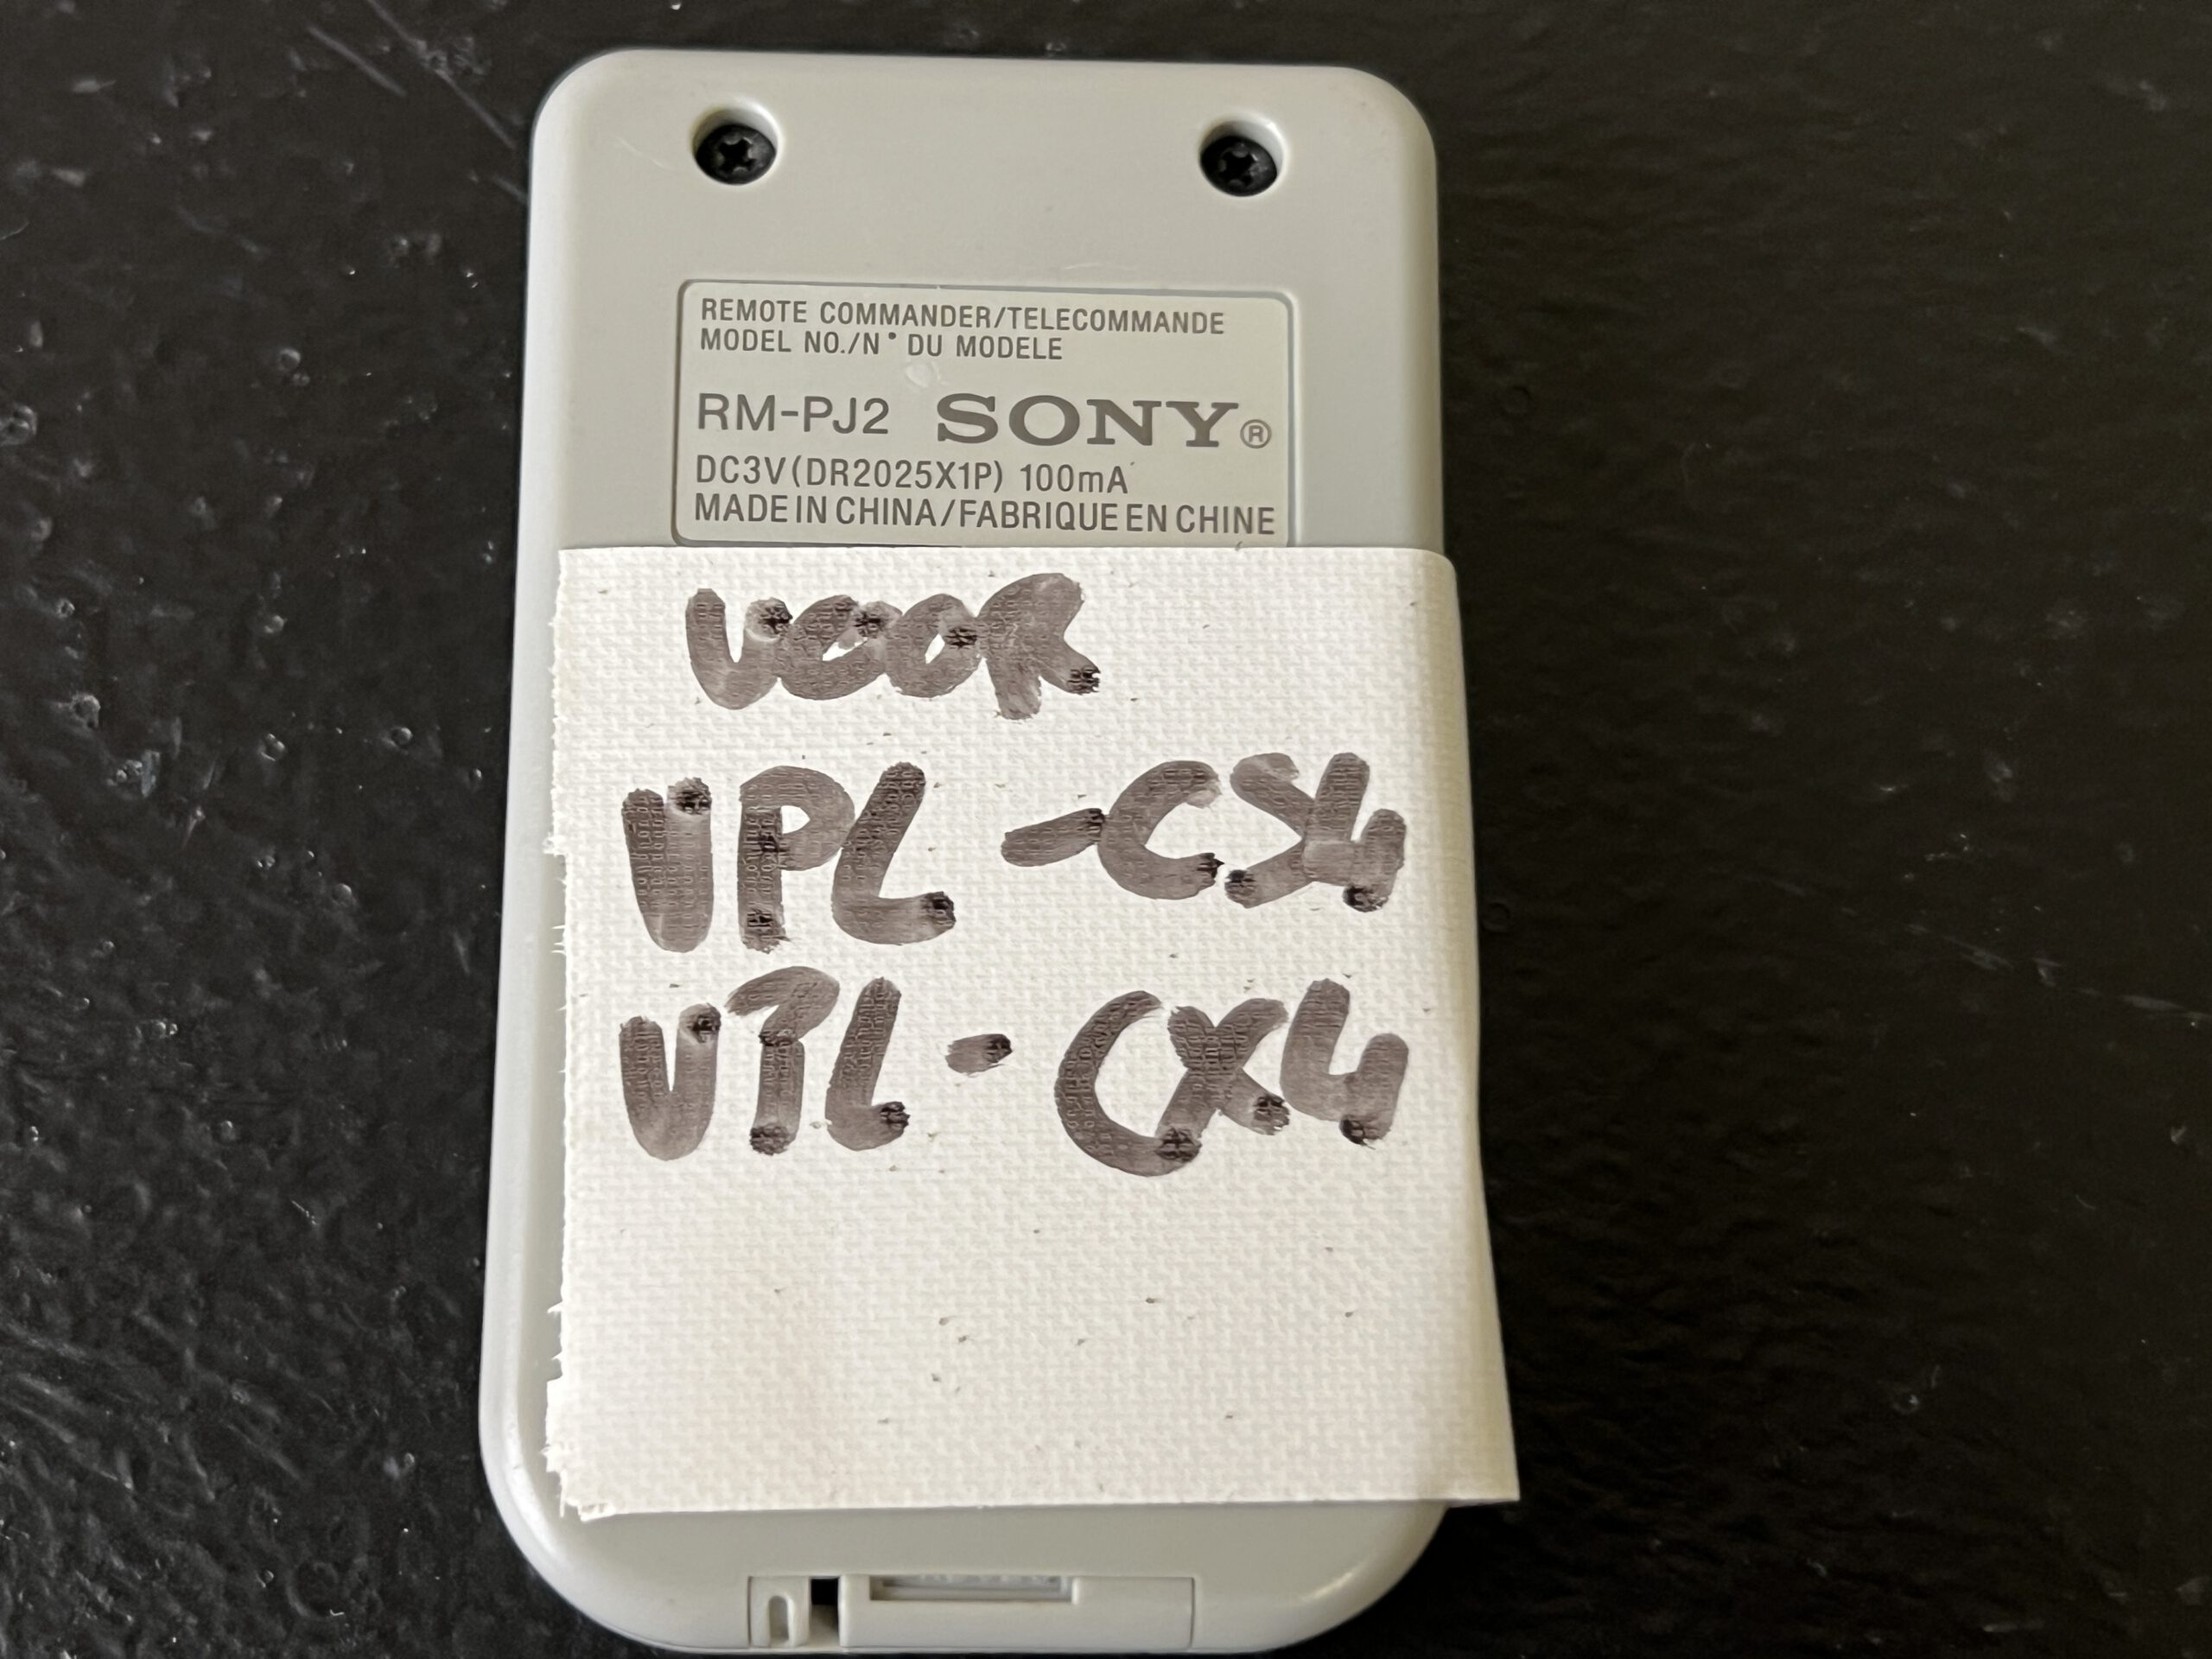 REMOTE COMMANDER/TELECOMMANDE
MODEL NO./N° DU MODELE
RM-PJ2 SONY®
DC3V(DR2025X1P) 100mA
MADE IN CHINA/FABRIQUE EN CHINE
VOOR
VPL -CX4
VPL - CX4